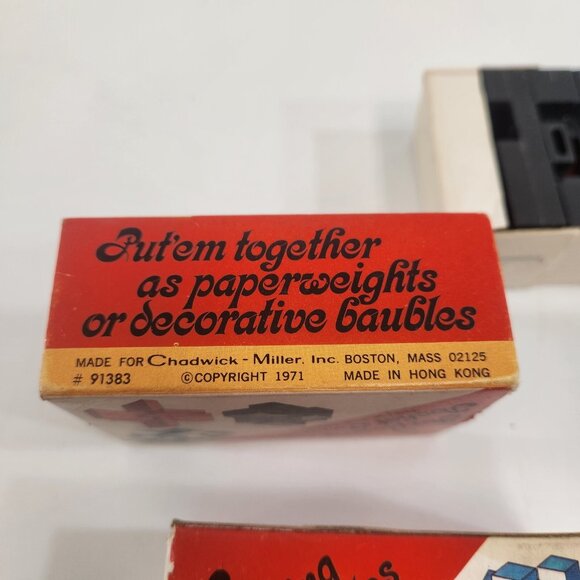 Put'em together
as paperweights
or decorative baubles
MADE FOR Chadwick-Miller, Inc. BOSTON, MASS 02125
# 91383 ©COPYRIGHT 1971 MADE IN HONG KONG